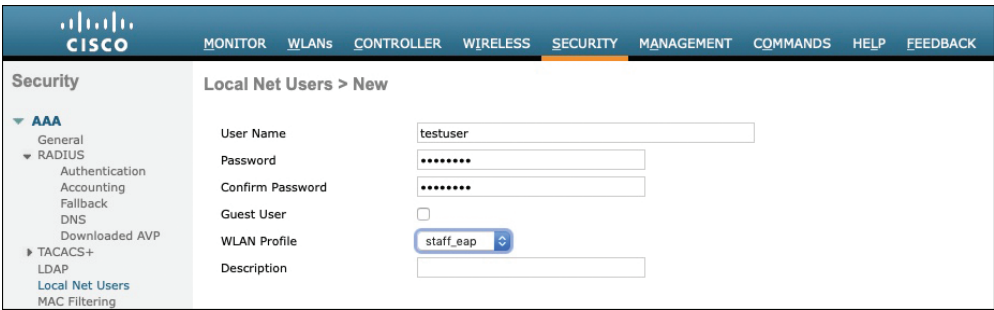 CISCO
MONITOR WLANs CONTROLLER WIRELESS SECURITY MANAGEMENT COMMANDS HELP FEEDBACK
Security
AAA
General
RADIUS
Authentication
Accounting
Fallback
DNS
Downloaded AVP
TACACS+
LDAP
Local Net Users
MAC Filtering
Local Net Users > New
User Name testuser
Password ••••••••
Confirm Password ••••••••
Guest User
WLAN Profile staff_eap
Description